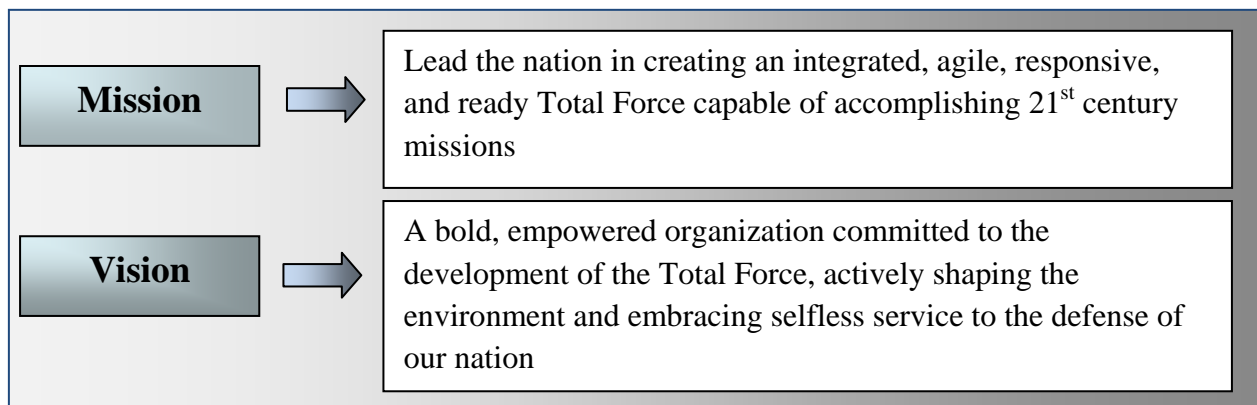 Mission
Lead the nation in creating an integrated, agile, responsive,
and ready Total Force capable of accomplishing 21st century
missions
Vision
A bold, empowered organization committed to the
development of the Total Force, actively shaping the
environment and embracing selfless service to the defense of
our nation